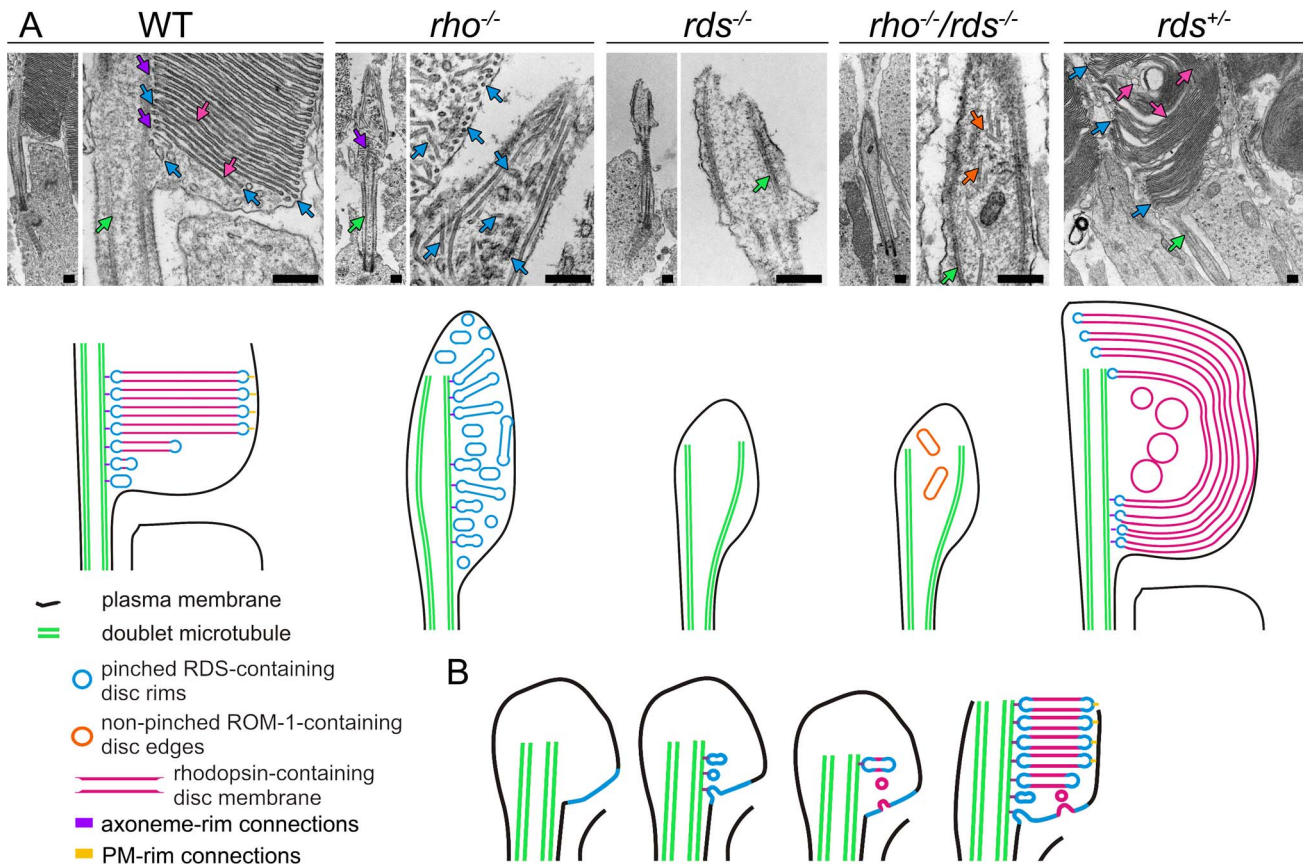 A
WT
rho-/-
rds-/-
rho-/-/rds-/-
rds+/-
plasma membrane
doublet microtubule
pinched RDS-containing
disc rims
non-pinched ROM-1-containing
disc edges
rhodopsin-containing
disc membrane
axoneme-rim connections
PM-rim connections
B